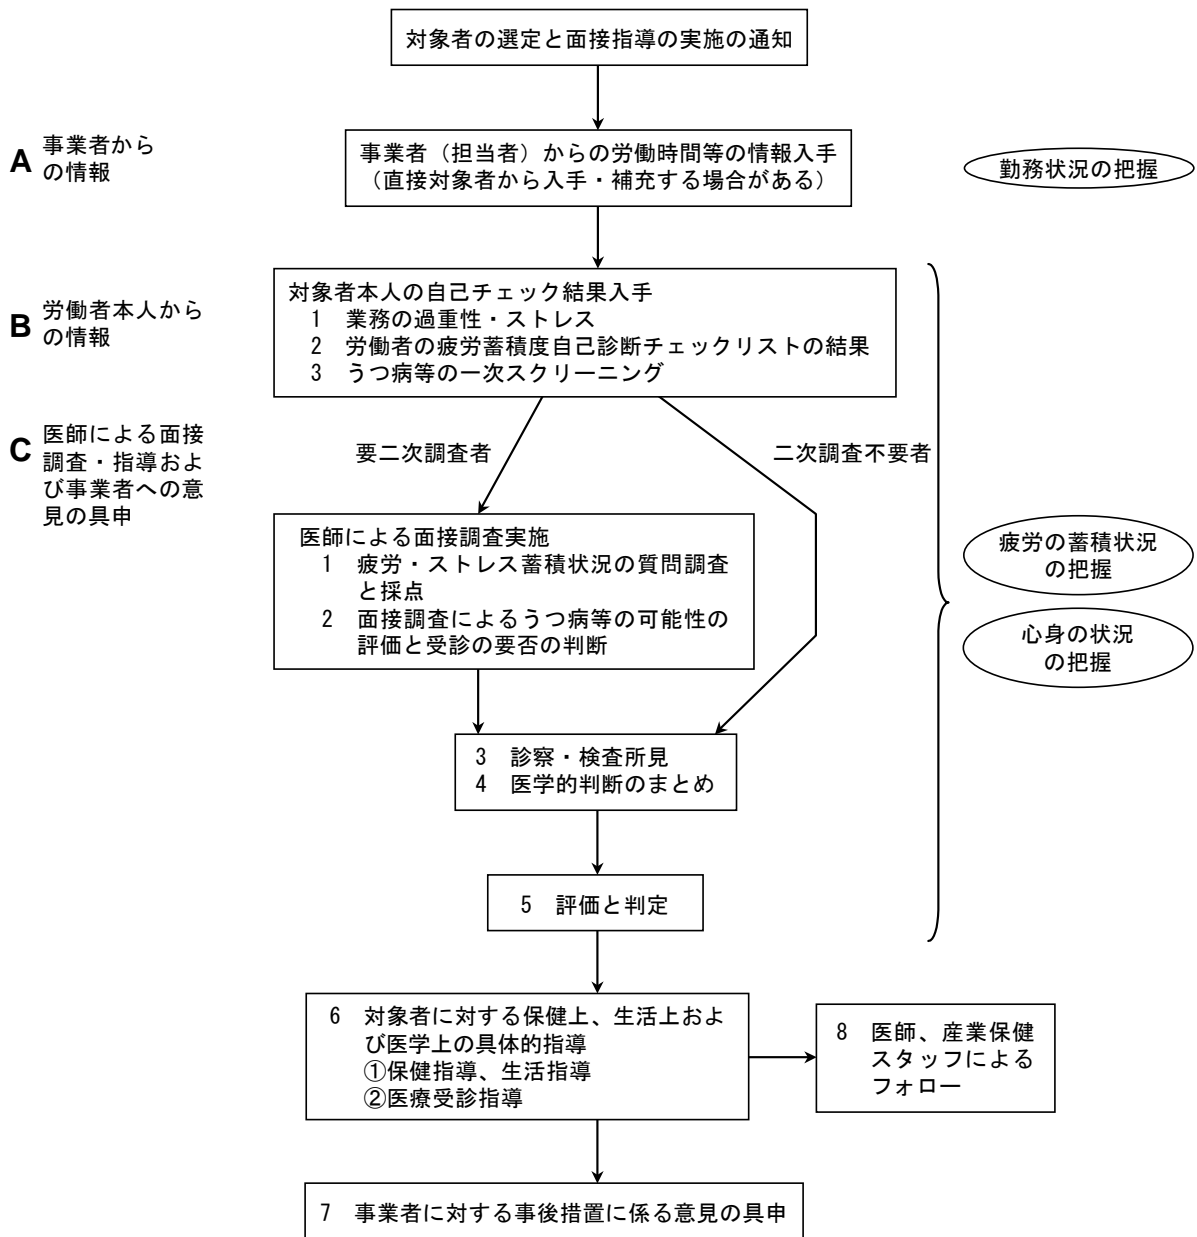 対象者の選定と面接指導の実施の通知
A 事業者から
の情報
事業者（担当者）からの労働時間等の情報入手
（直接対象者から入手・補充する場合がある）
勤務状況の把握
B 労働者本人から
の情報
対象者本人の自己チェック結果入手
1 業務の過重性・ストレス
2 労働者の疲労蓄積度自己診断チェックリストの結果
3 うつ病等の一次スクリーニング
C 医師による面接
調査・指導およ
び事業者への意
見の具申
要二次調査者
二次調査不要者
医師による面接調査実施
1 疲労・ストレス蓄積状況の質問調査
と採点
2 面接調査によるうつ病等の可能性の
評価と受診の要否の判断
疲労の蓄積状況
の把握
心身の状況
の把握
3 診察・検査所見
4 医学的判断のまとめ
5 評価と判定
6 対象者に対する保健上、生活上およ
び医学上の具体的指導
①保健指導、生活指導
②医療受診指導
8 医師、産業保健
スタッフによる
フォロー
7 事業者に対する事後措置に係る意見の具申